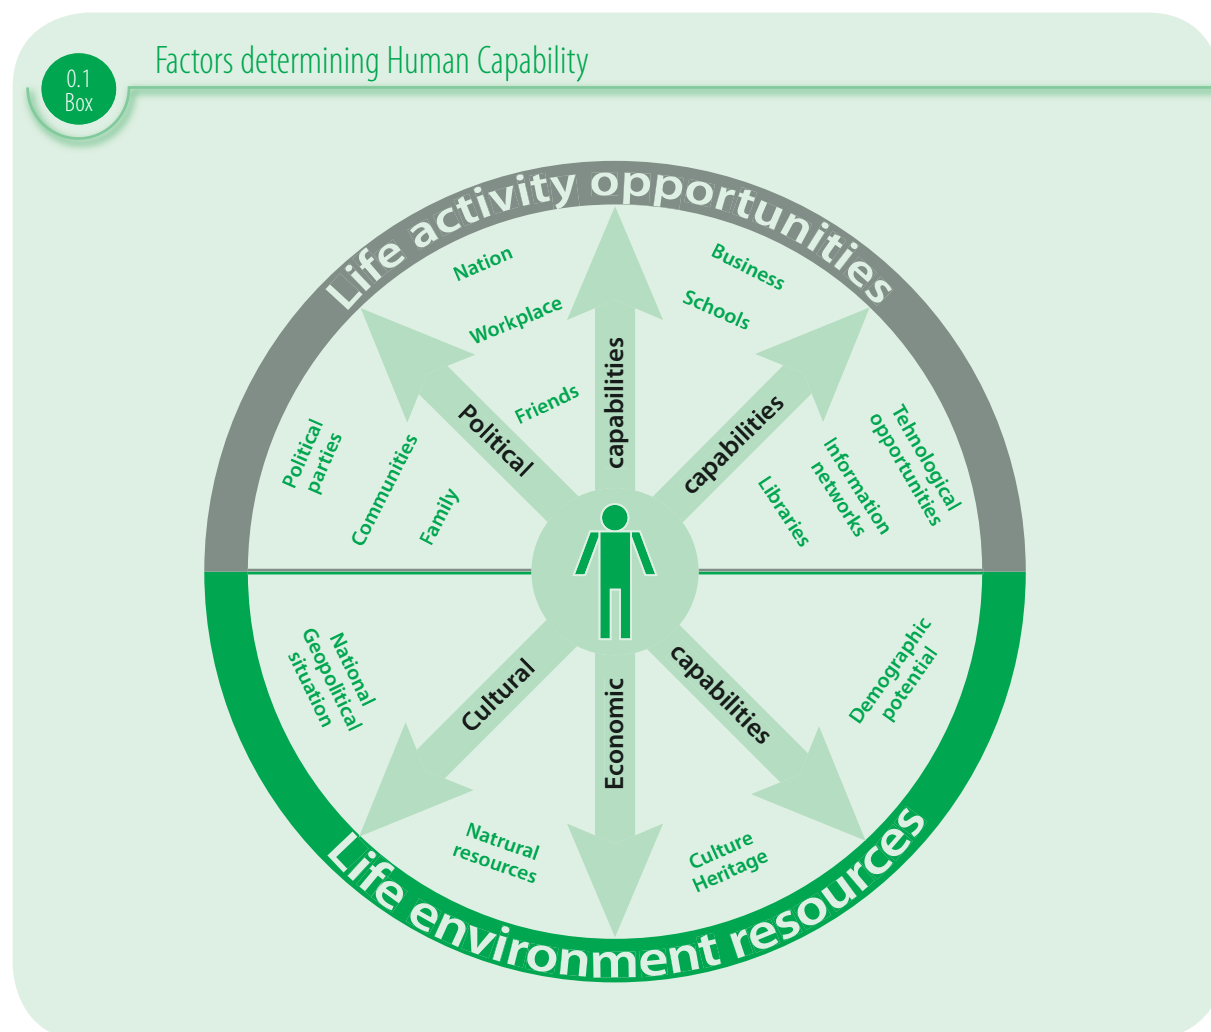 0.1
Box
Factors determining Human Capability
Life activity opportunities
Nation
Workplace
Friends
Business
Schools
Political
parties
Communities
Family
Political
capabilities
capabilities
Libraries
Information
networks
Tehnological
opportunities
National
Geopolitical
situation
Cultural
Economic
capabilities
Demographic
potential
Natrural
resources
Culture
Heritage
Life environment resources